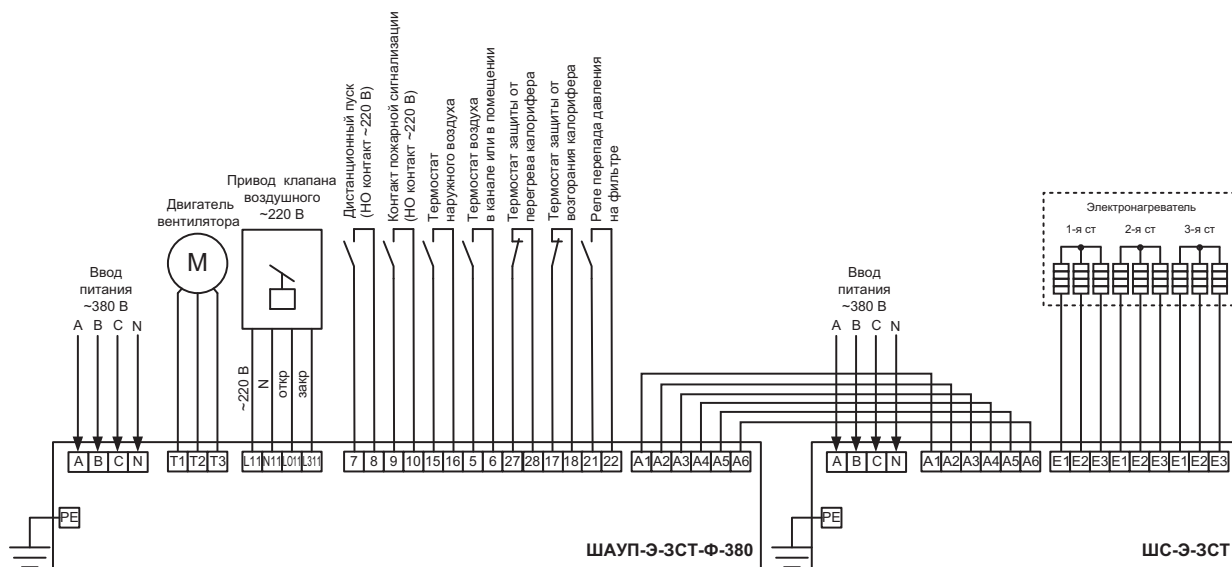 Двигатель
вентилятора
М
Привод клапана
воздушного
~220 В
~220 В
N
откр
закр
Дистанционный пуск
(НО контакт ~220 В)
Контакт пожарной сигнализации
(НО контакт ~220 В)
Термостат
наружного воздуха
Термостат воздуха
в канале или в помещении
Термостат защиты от
перегрева калорифера
Термостат защиты от
возгорания калорифера
Реле перепада давления
на фильтре
Ввод
питания
~380 В
A B C N
A B C N
T1 T2 T3
L11 N11 L011 L311
7 8 9 10 15 16 5 6 27 28 17 18 21 22
A1 A2 A3 A4 A5 A6
PE
ШАУП-Э-3СТ-Ф-380
Ввод
питания
~380 В
A B C N
A B C N
A1 A2 A3 A4 A5 A6
Электронагреватель
1-я ст 2-я ст 3-я ст
E1 E2 E3 E1 E2 E3 E1 E2 E3
PE
ШС-Э-3СТ